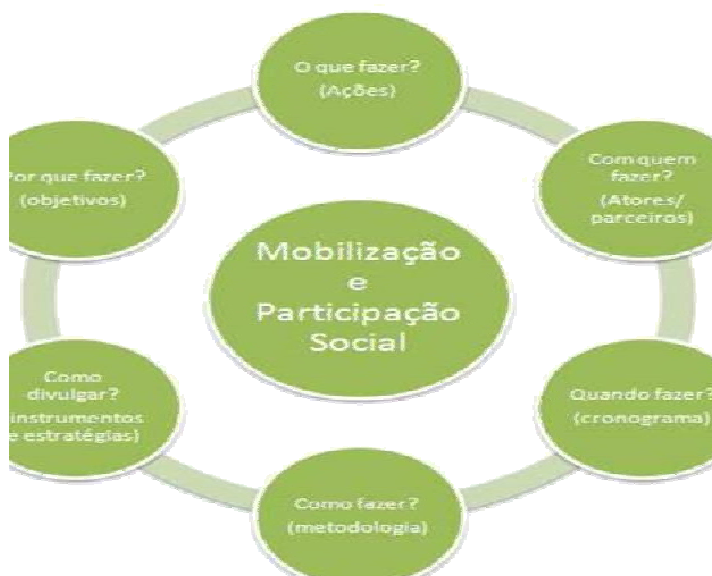 O que fazer?
(Ações)
Com quem
fazer?
(Atores/
parceiros)
Quando fazer?
(cronograma)
Como fazer?
(metodologia)
Como
divulgar?
instrumentos
e estratégias)
Por que fazer?
(objetivos)
Mobilização
e
Participação
Social